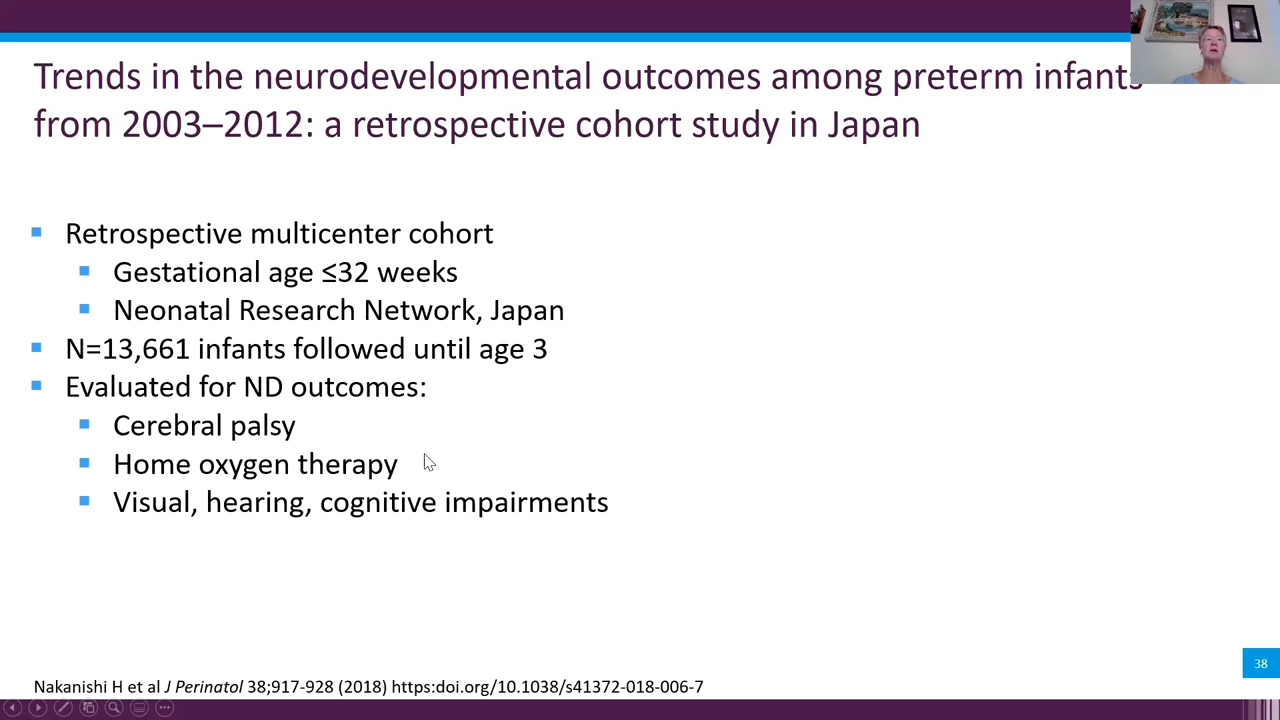 Trends in the neurodevelopmental outcomes among preterm infants
from 2003–2012: a retrospective cohort study in Japan
Retrospective multicenter cohort
Gestational age ≤32 weeks
Neonatal Research Network, Japan
N=13,661 infants followed until age 3
Evaluated for ND outcomes:
Cerebral palsy
Home oxygen therapy
Visual, hearing, cognitive impairments
38
Nakanishi H et al J Perinatol 38;917-928 (2018) https:doi.org/10.1038/s41372-018-006-7